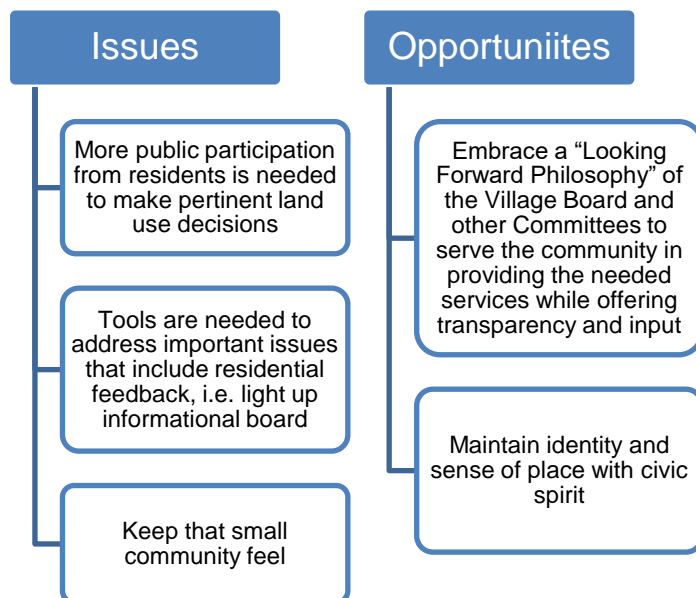 Issues
More public participation
from residents is needed
to make pertinent land
use decisions
Tools are needed to
address important issues
that include residential
feedback, i.e. light up
informational board
Keep that small
community feel
Opportuniites
Embrace a “Looking
Forward Philosophy” of
the Village Board and
other Committees to
serve the community in
providing the needed
services while offering
transparency and input
Maintain identity and
sense of place with civic
spirit